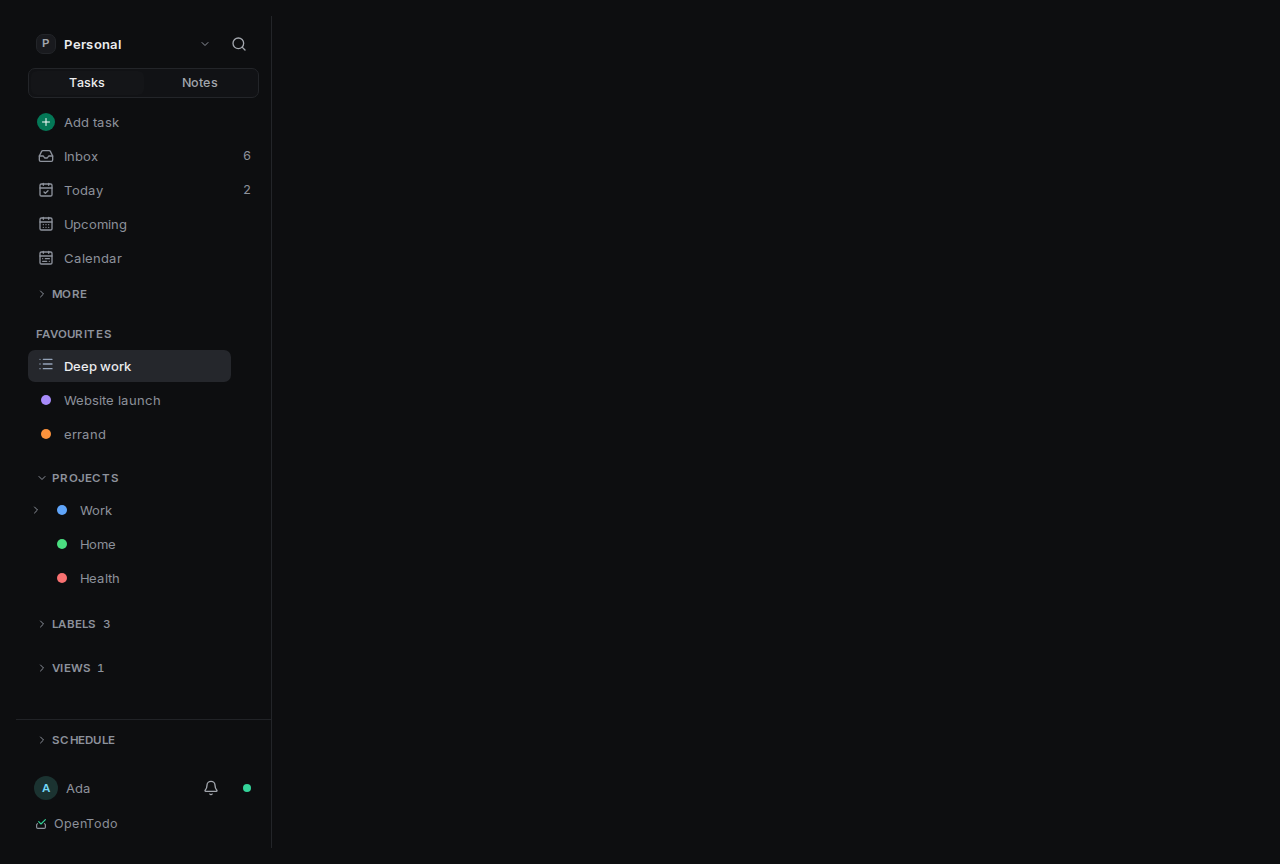 P Personal
Tasks Notes
Add task
Inbox 6
Today 2
Upcoming
Calendar
MORE
FAVOURITES
Deep work
Website launch
errand
PROJECTS
Work
Home
Health
LABELS 3
VIEWS 1
SCHEDULE
A Ada
OpenTodo